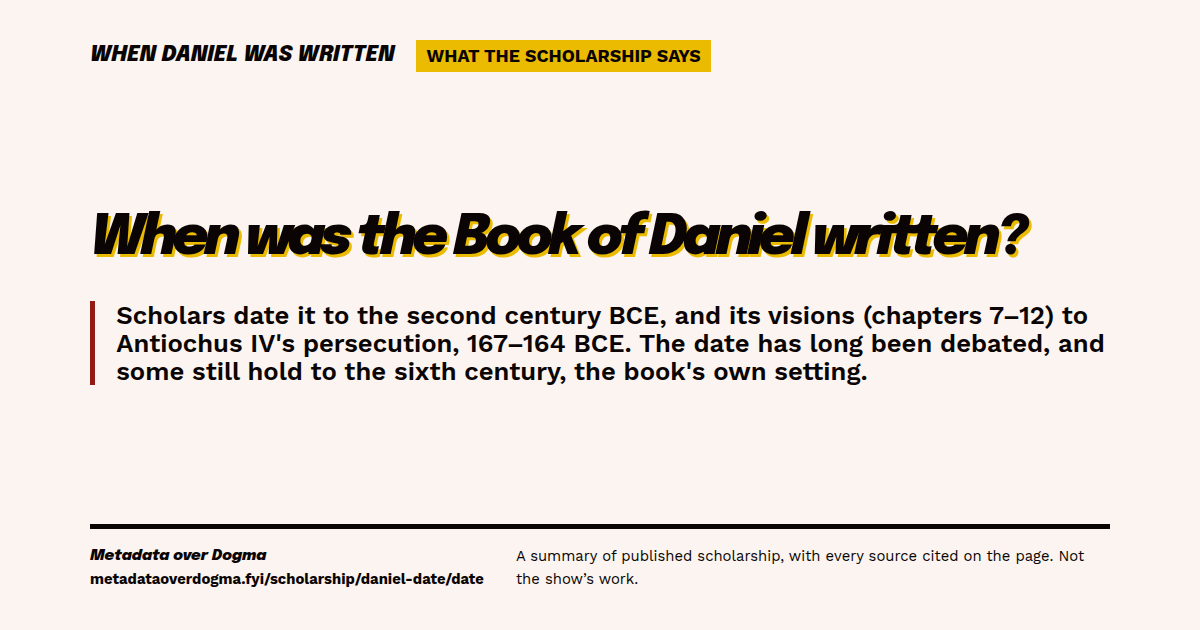 WHEN DANIEL WAS WRITTEN
WHAT THE SCHOLARSHIP SAYS
When was the Book of Daniel written?
Scholars date it to the second century BCE, and its visions (chapters 7–12) to
Antiochus IV's persecution, 167–164 BCE. The date has long been debated, and
some still hold to the sixth century, the book's own setting.
Metadata over Dogma
metadataoverdogma.fyi/scholarship/daniel-date/date
A summary of published scholarship, with every source cited on the page. Not
the show’s work.